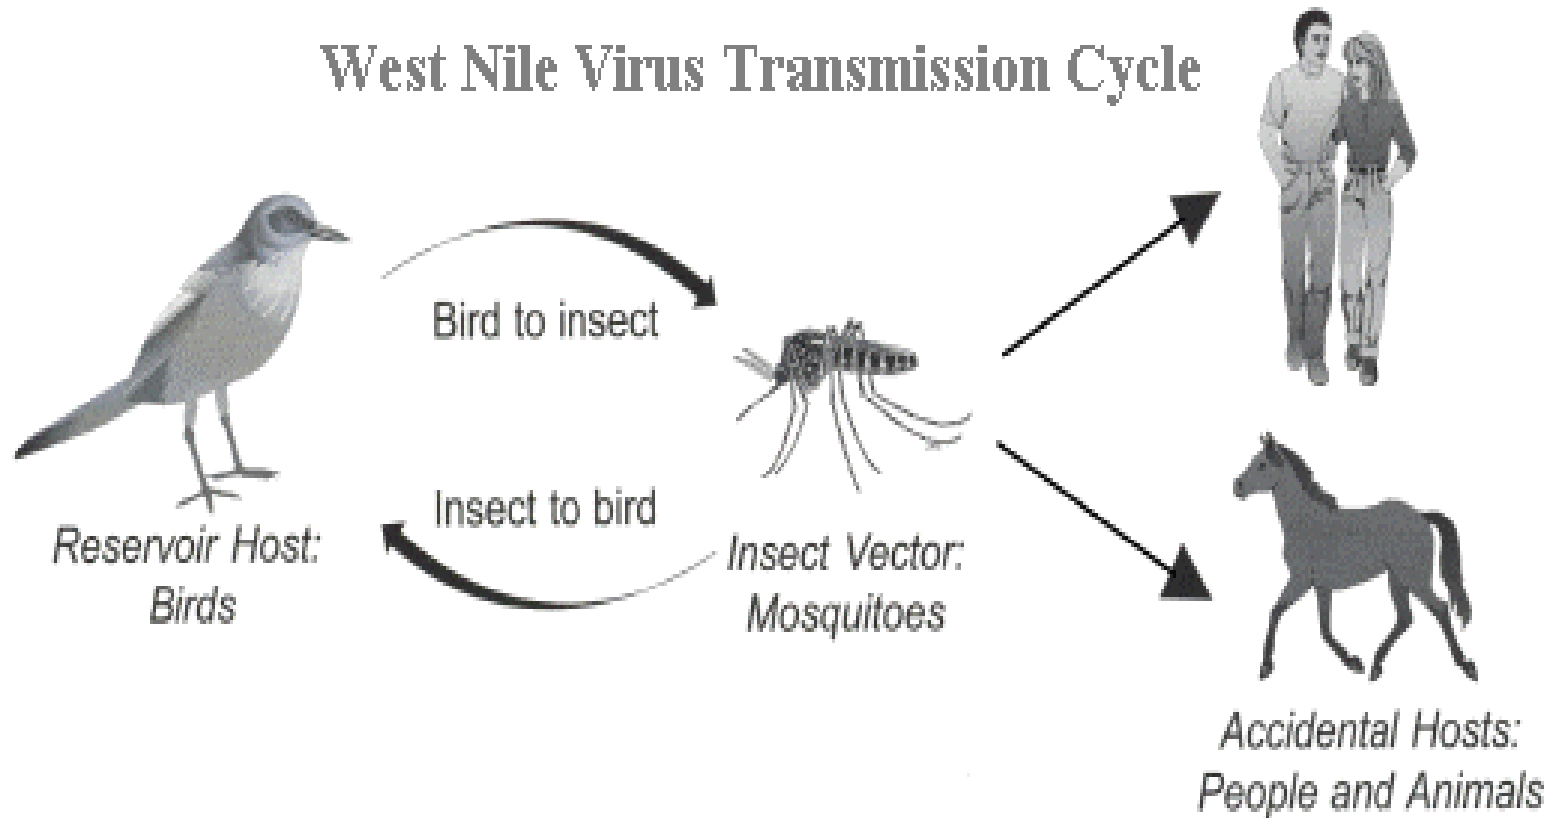 West Nile Virus Transmission Cycle
Bird to insect
Insect to bird
Reservoir Host:
Birds
Insect Vector:
Mosquitoes
Accidental Hosts:
People and Animals